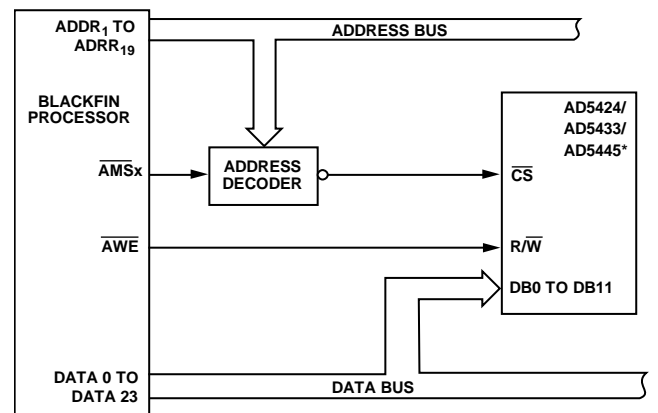 ADDR1 TO
ADRR19
ADDRESS BUS
BLACKFIN
PROCESSOR
AD5424/
AD5433/
AD5445*
AMSx
ADDRESS
DECODER
CS
AWE
R/W
DB0 TO DB11
DATA 0 TO
DATA 23
DATA BUS